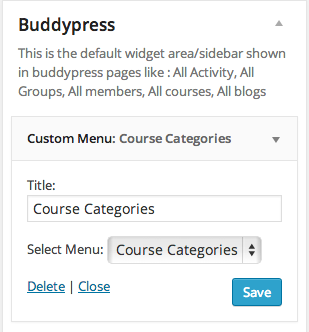 Buddypress
This is the default widget area/sidebar shown
in buddypress pages like : All Activity, All
Groups, All members, All courses, All blogs
Custom Menu: Course Categories
Title:
Course Categories
Select Menu: Course Categories
Delete | Close
Save